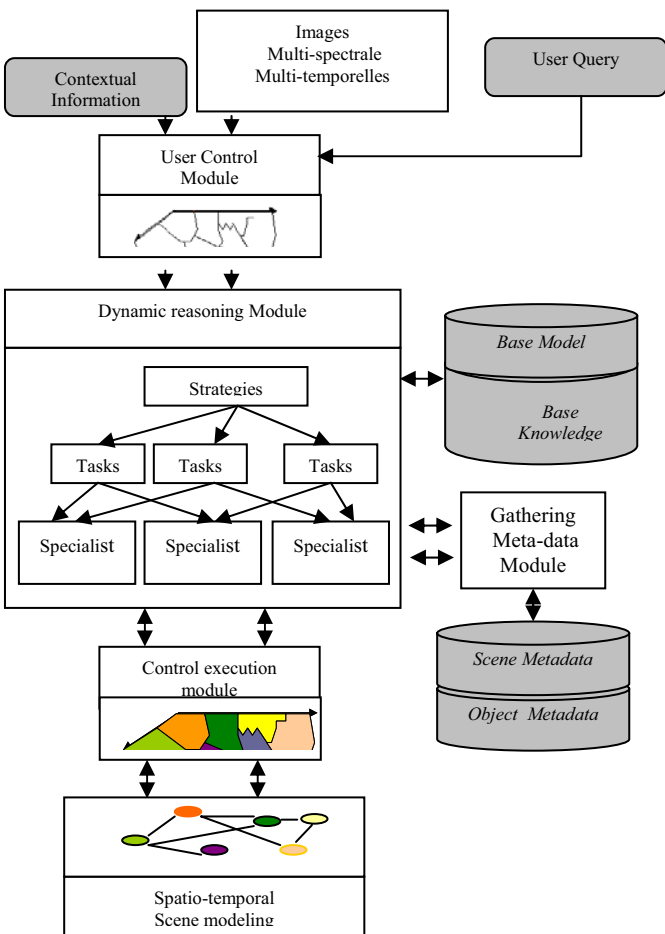 Images
Multi-spectrale
Multi-temporelles
Contextual
Information
User Query
User Control
Module
Dynamic reasoning Module
Base Model
Base
Knowledge
Strategies
Tasks
Tasks
Tasks
Specialist
Specialist
Specialist
Gathering
Meta-data
Module
Scene Metadata
Object Metadata
Control execution
module
Spatio-temporal
Scene modeling